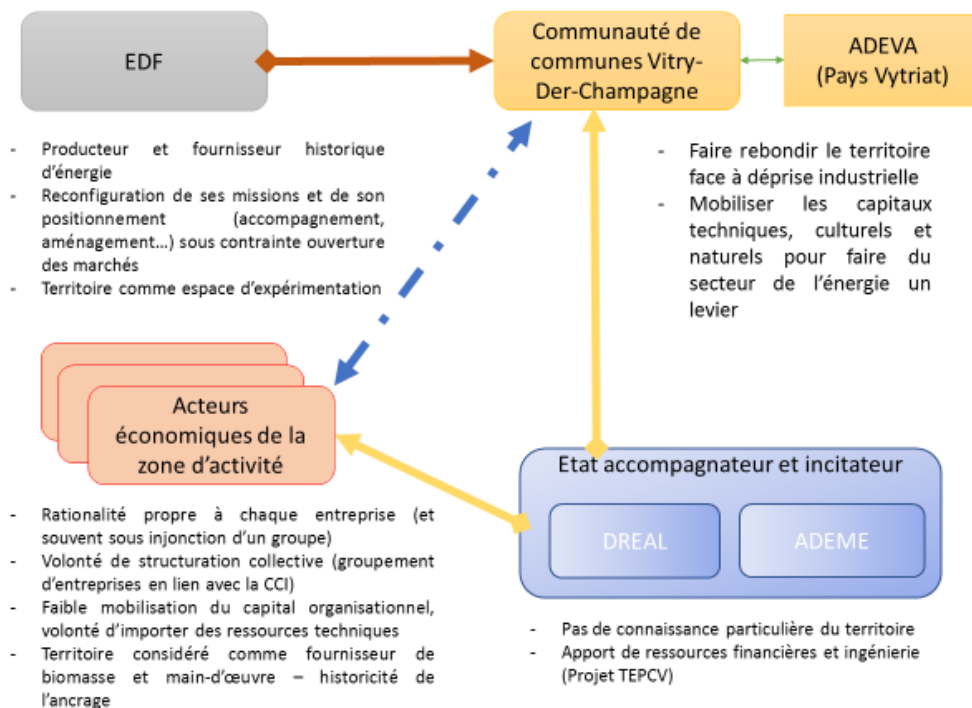 EDF
Communauté de
communes Vitry-
Der-Champagne
ADEVA
(Pays Vytriat)
- Producteur et fournisseur historique
d'énergie
- Reconfiguration de ses missions et de son
positionnement (accompagnement,
aménagement...) sous contrainte ouverture
des marchés
- Territoire comme espace d'expérimentation
- Faire rebondir le territoire
face à déprise industrielle
- Mobiliser les capitaux
techniques, culturels et
naturels pour faire du
secteur de l'énergie un
levier
Acteurs
économiques de la
zone d'activité
- Rationalité propre à chaque entreprise (et
souvent sous injonction d'un groupe)
- Volonté de structuration collective (groupement
d'entreprises en lien avec la CCI)
- Faible mobilisation du capital organisationnel,
volonté d'importer des ressources techniques
- Territoire considéré comme fournisseur de
biomasse et main-d'œuvre – historicité de
l'ancrage
Etat accompagnateur et incitateur
DREAL
ADEME
- Pas de connaissance particulière du territoire
- Apport de ressources financières et ingénierie
(Projet TEPCV)